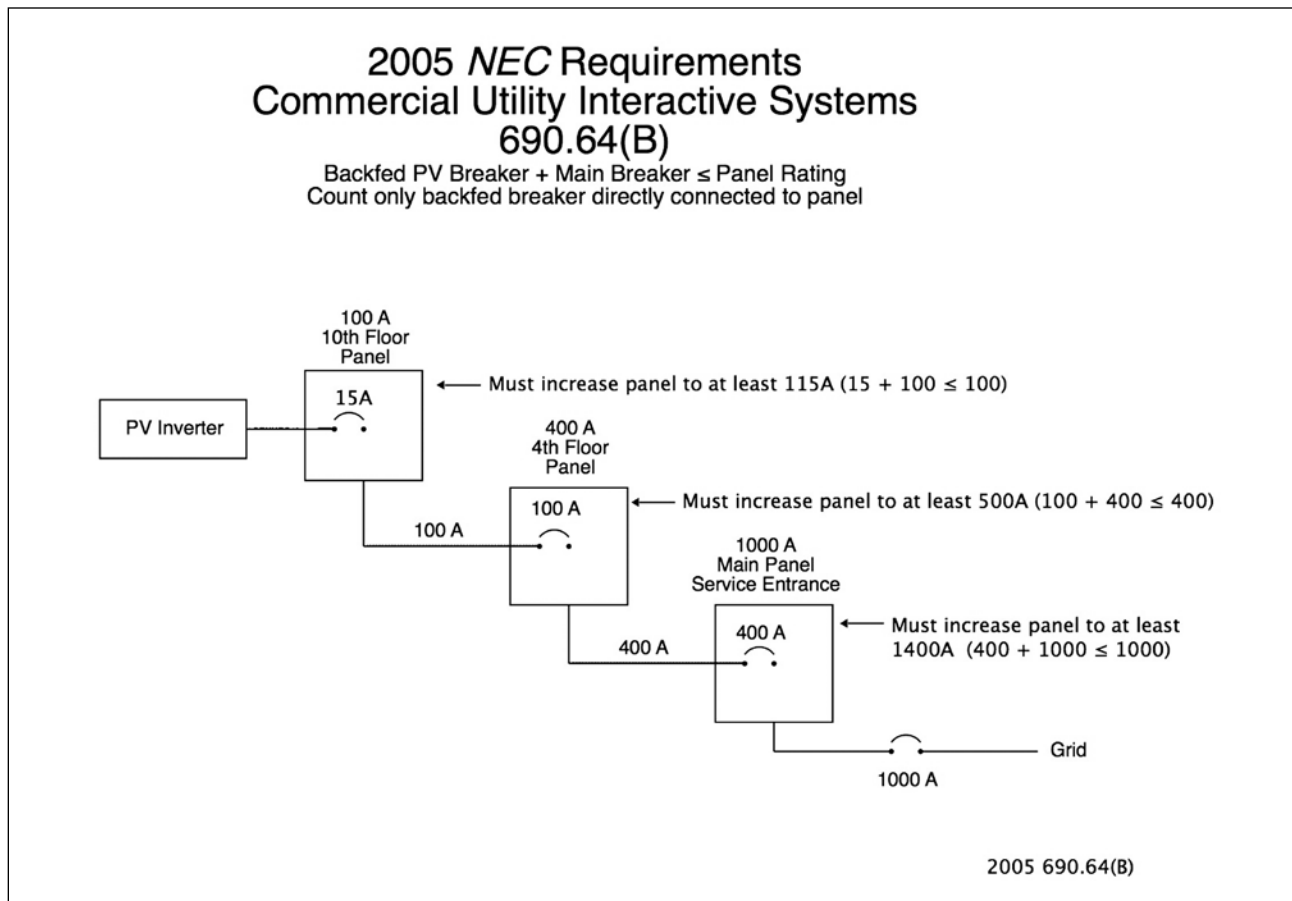 2005 NEC Requirements
Commercial Utility Interactive Systems
690.64(B)
Backfed PV Breaker + Main Breaker ≤ Panel Rating
Count only backfed breaker directly connected to panel
100 A
10th Floor
Panel
Must increase panel to at least 115A (15 + 100 ≤ 100)
15A
PV Inverter
400 A
4th Floor
Panel
Must increase panel to at least 500A (100 + 400 ≤ 400)
100 A
100 A
1000 A
Main Panel
Service Entrance
Must increase panel to at least
1400A (400 + 1000 ≤ 1000)
400 A
400 A
Grid
1000 A
2005 690.64(B)